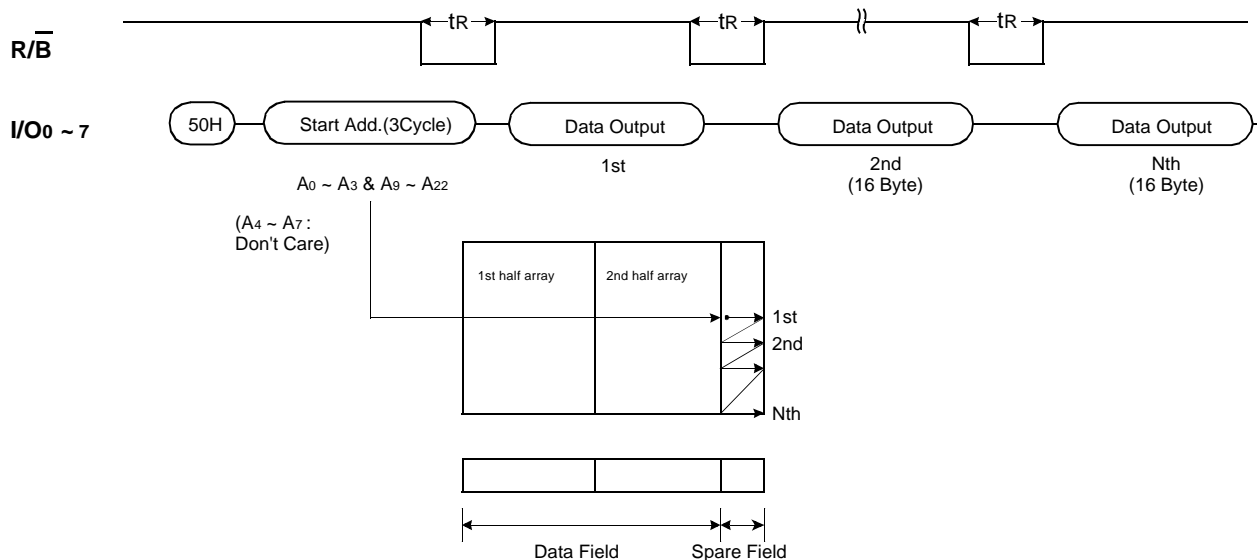 tR tR tR
R/B
I/O0 ~ 7
50H Start Add.(3Cycle) Data Output Data Output Data Output
1st 2nd Nth
(16 Byte) (16 Byte)
A0 ~ A3 & A9 ~ A22
(A4 ~ A7 :
Don't Care)
1st half array 2nd half array
1st
2nd
Nth
Data Field Spare Field